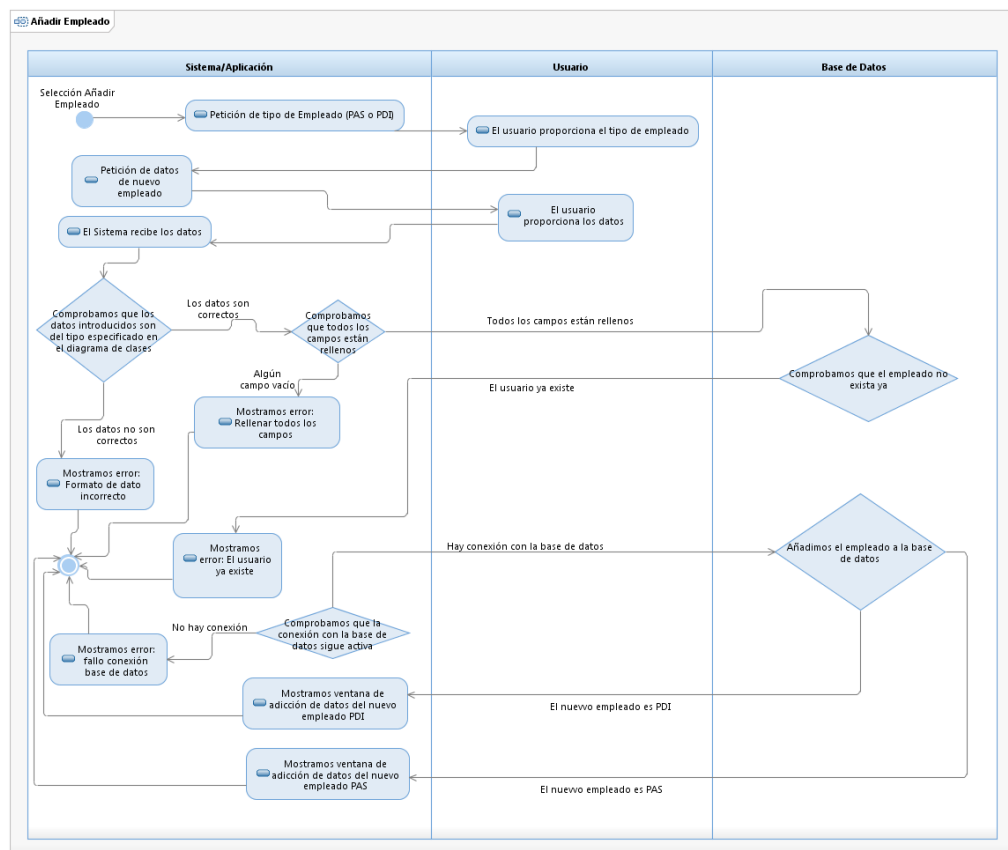 Añadir Empleado
Sistema/Aplicación
Usuario
Base de Datos
Selección Añadir
Empleado
Petición de tipo de Empleado (PAS o PDI)
El usuario proporciona el tipo de empleado
Petición de datos
de nuevo
empleado
El usuario
proporciona los datos
El Sistema recibe los datos
Los datos son
correctos
Comprobamos que los
datos introducidos son
del tipo especificado en
el diagrama de clases
Comprobamos
que todos los
campos están
rellenos
Todos los campos están rellenos
Comprobamos que el empleado no
exista ya
Algún
campo vacío
El usuario ya existe
Mostramos error:
Rellenar todos los
campos
Los datos no son
correctos
Mostramos error:
Formato de dato
incorrecto
Mostramos
error: El usuario
ya existe
Hay conexión con la base de datos
Añadimos el empleado a la base
de datos
Comprobamos que la
conexión con la base de
datos sigue activa
No hay conexión
Mostramos error:
fallo conexión
base de datos
Mostramos ventana de
adicción de datos del nuevo
empleado PDI
El nuevvo empleado es PDI
Mostramos ventana de
adicción de datos del nuevo
empleado PAS
El nuevvo empleado es PAS